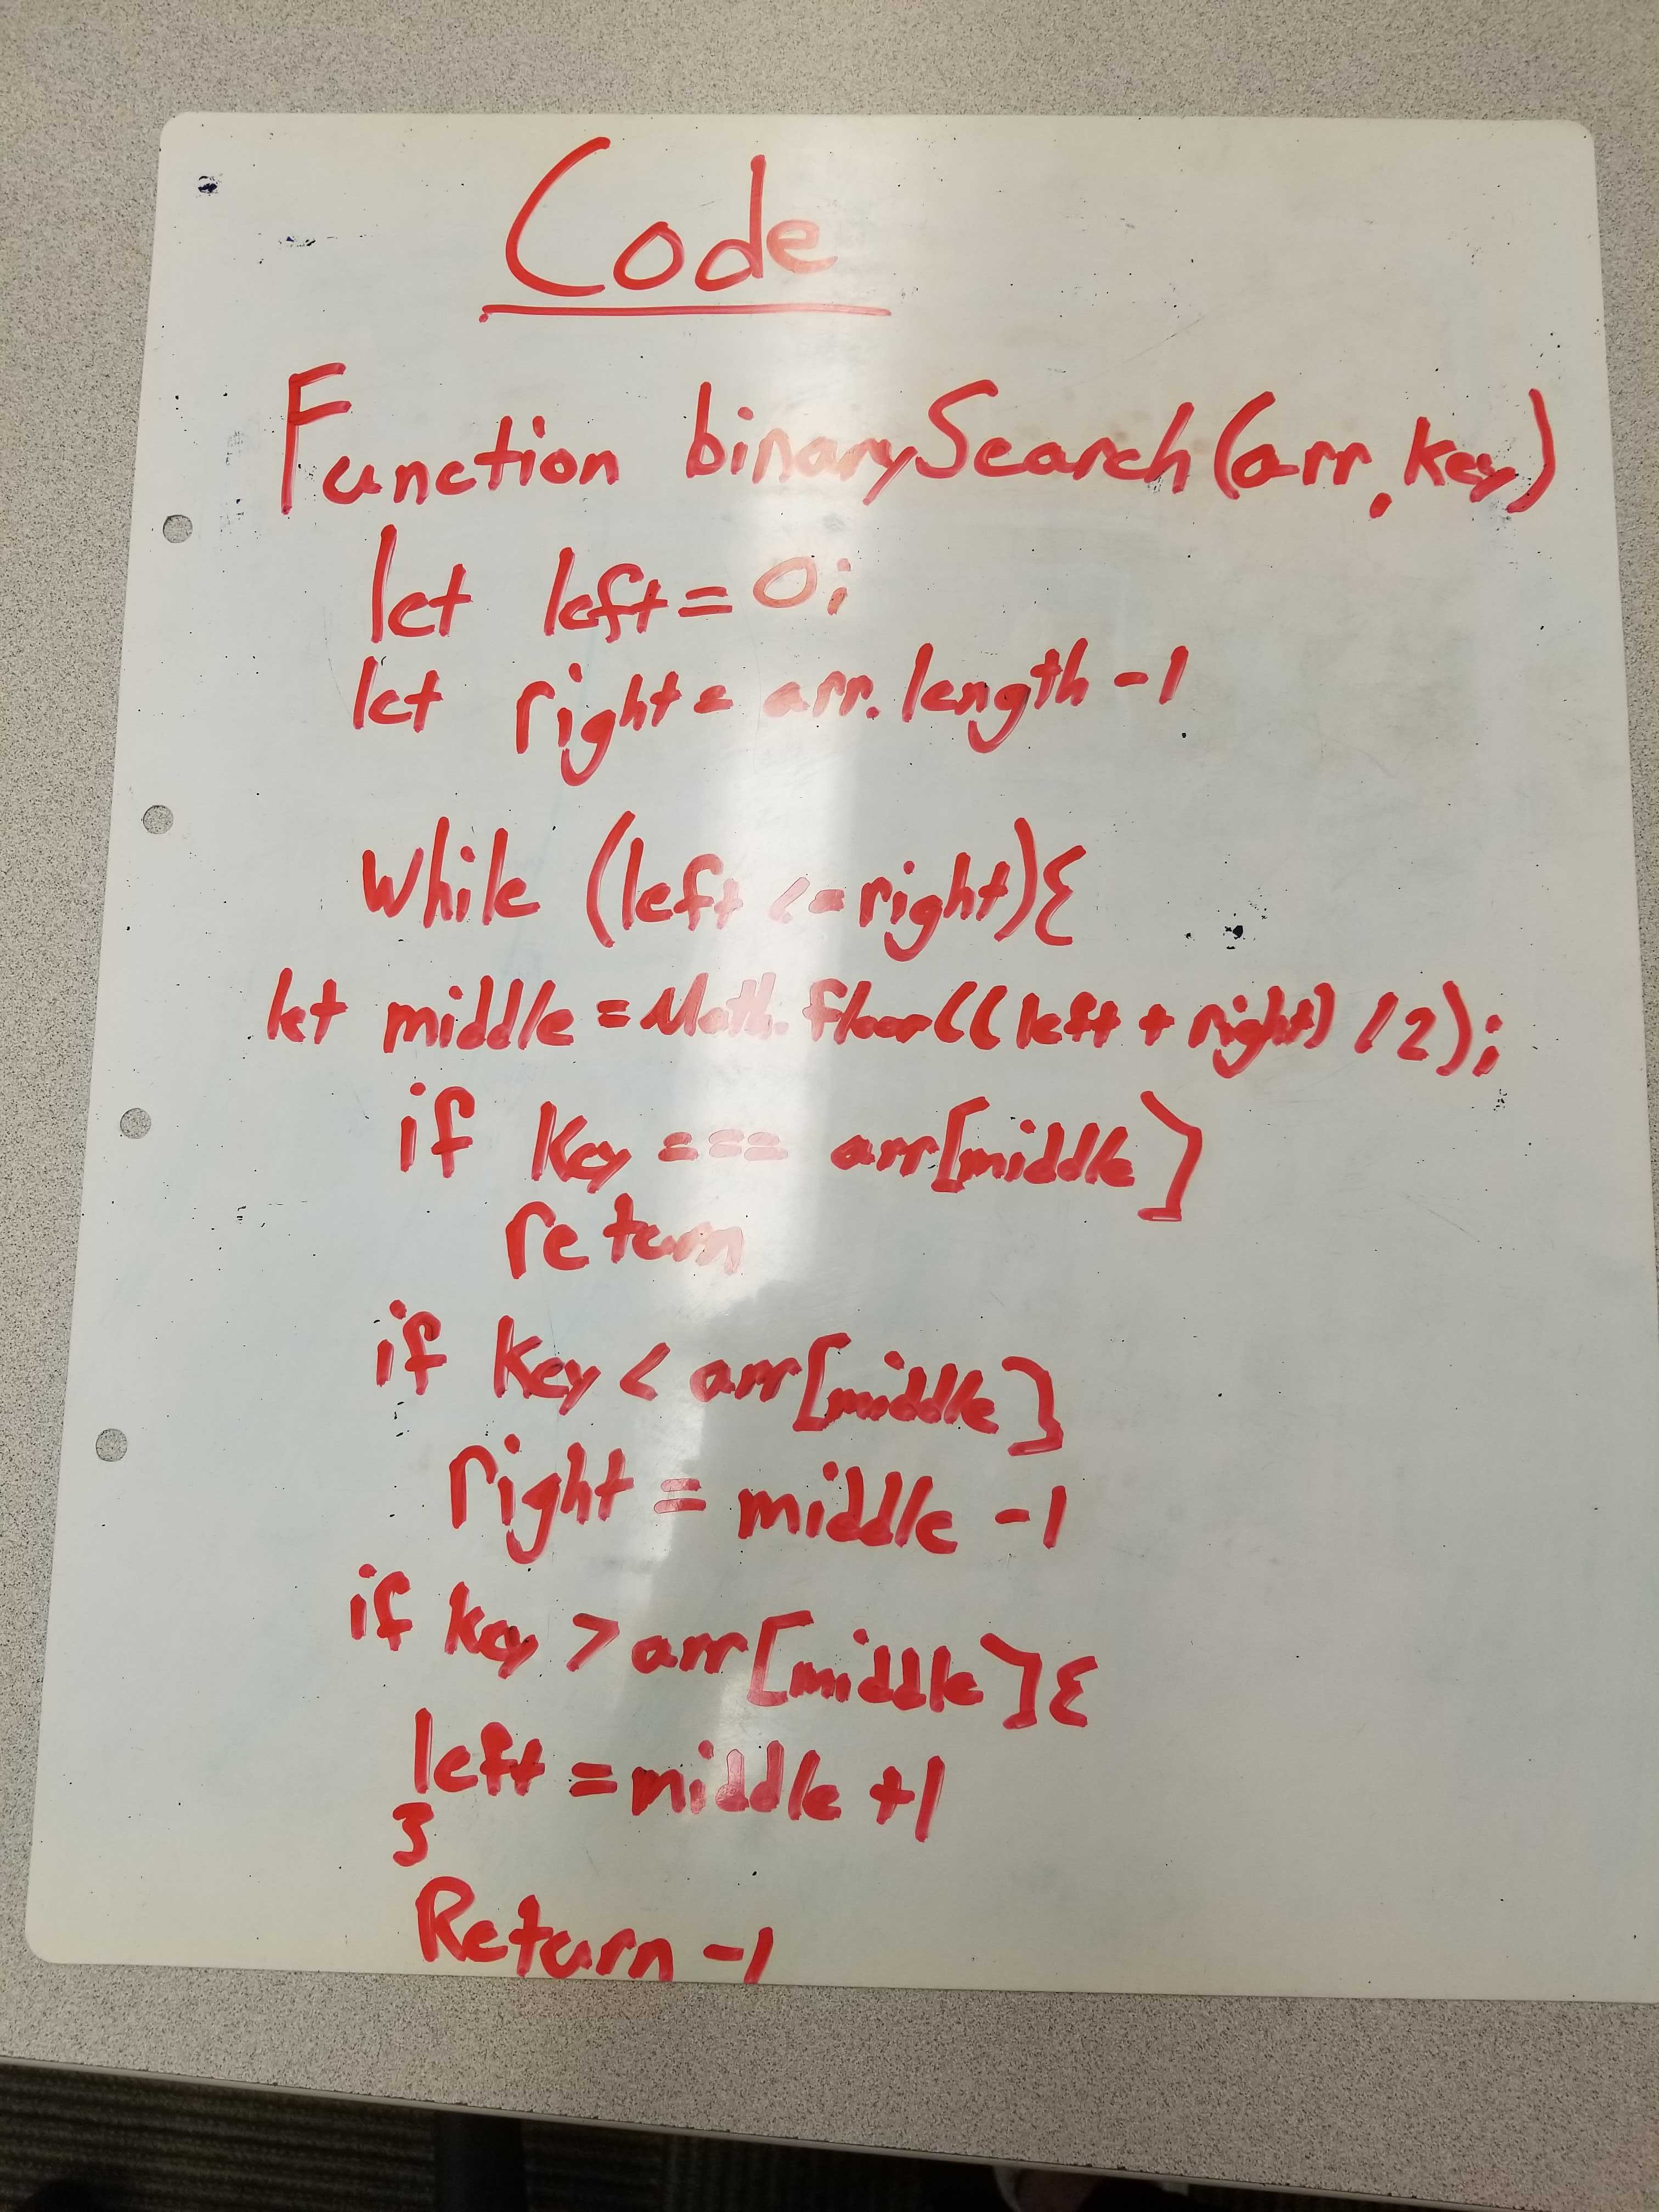 Code
Function binarySearch(arr, key)
let left = 0;
let right = arr.length - 1
while (left <= right){
let middle = Math.floor((left + right) / 2);
if key === arr[middle]
return
if key < arr[middle]
right = middle - 1
if key > arr[middle]{
left = middle + 1
}
Return -1